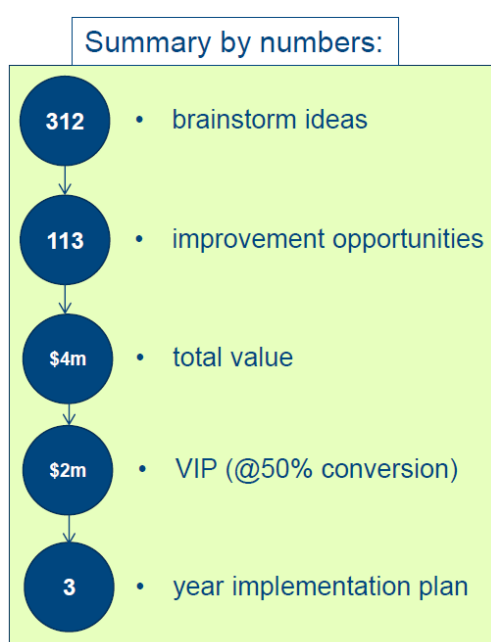 Summary by numbers:
312 • brainstorm ideas
113 • improvement opportunities
$4m • total value
$2m • VIP (@50% conversion)
3 • year implementation plan